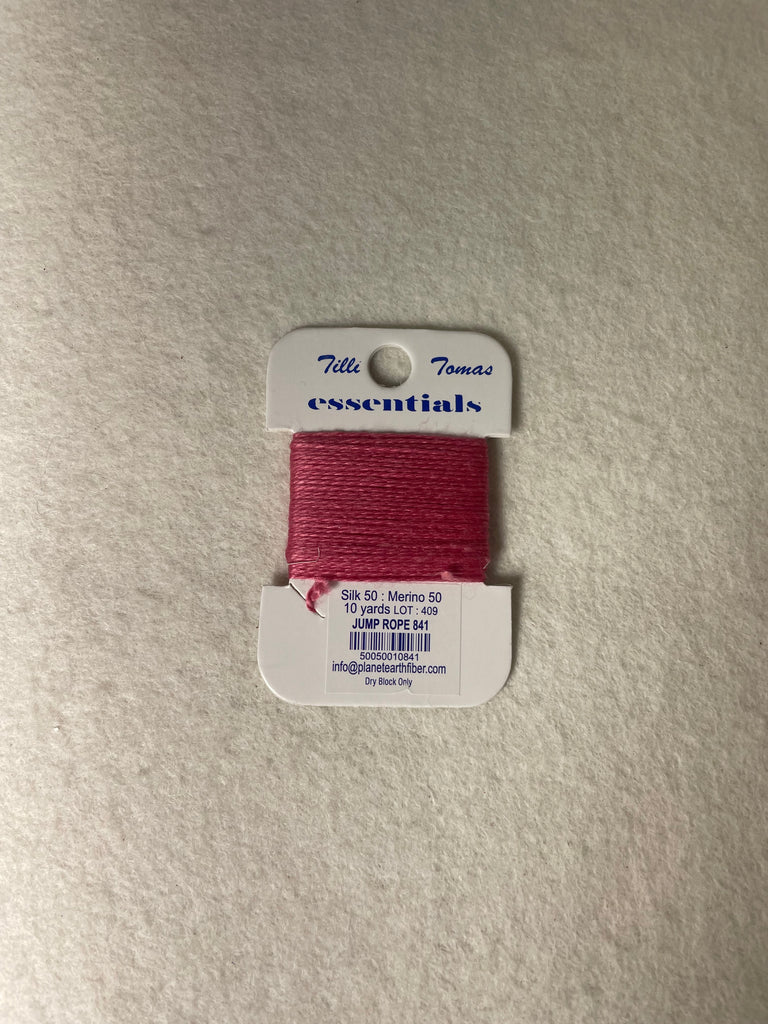 Tilli Tomas
essentials
Silk 50 : Merino 50
10 yards LOT : 409
JUMP ROPE 841
50050010841
info@planetearthfiber.com
Dry Block Only